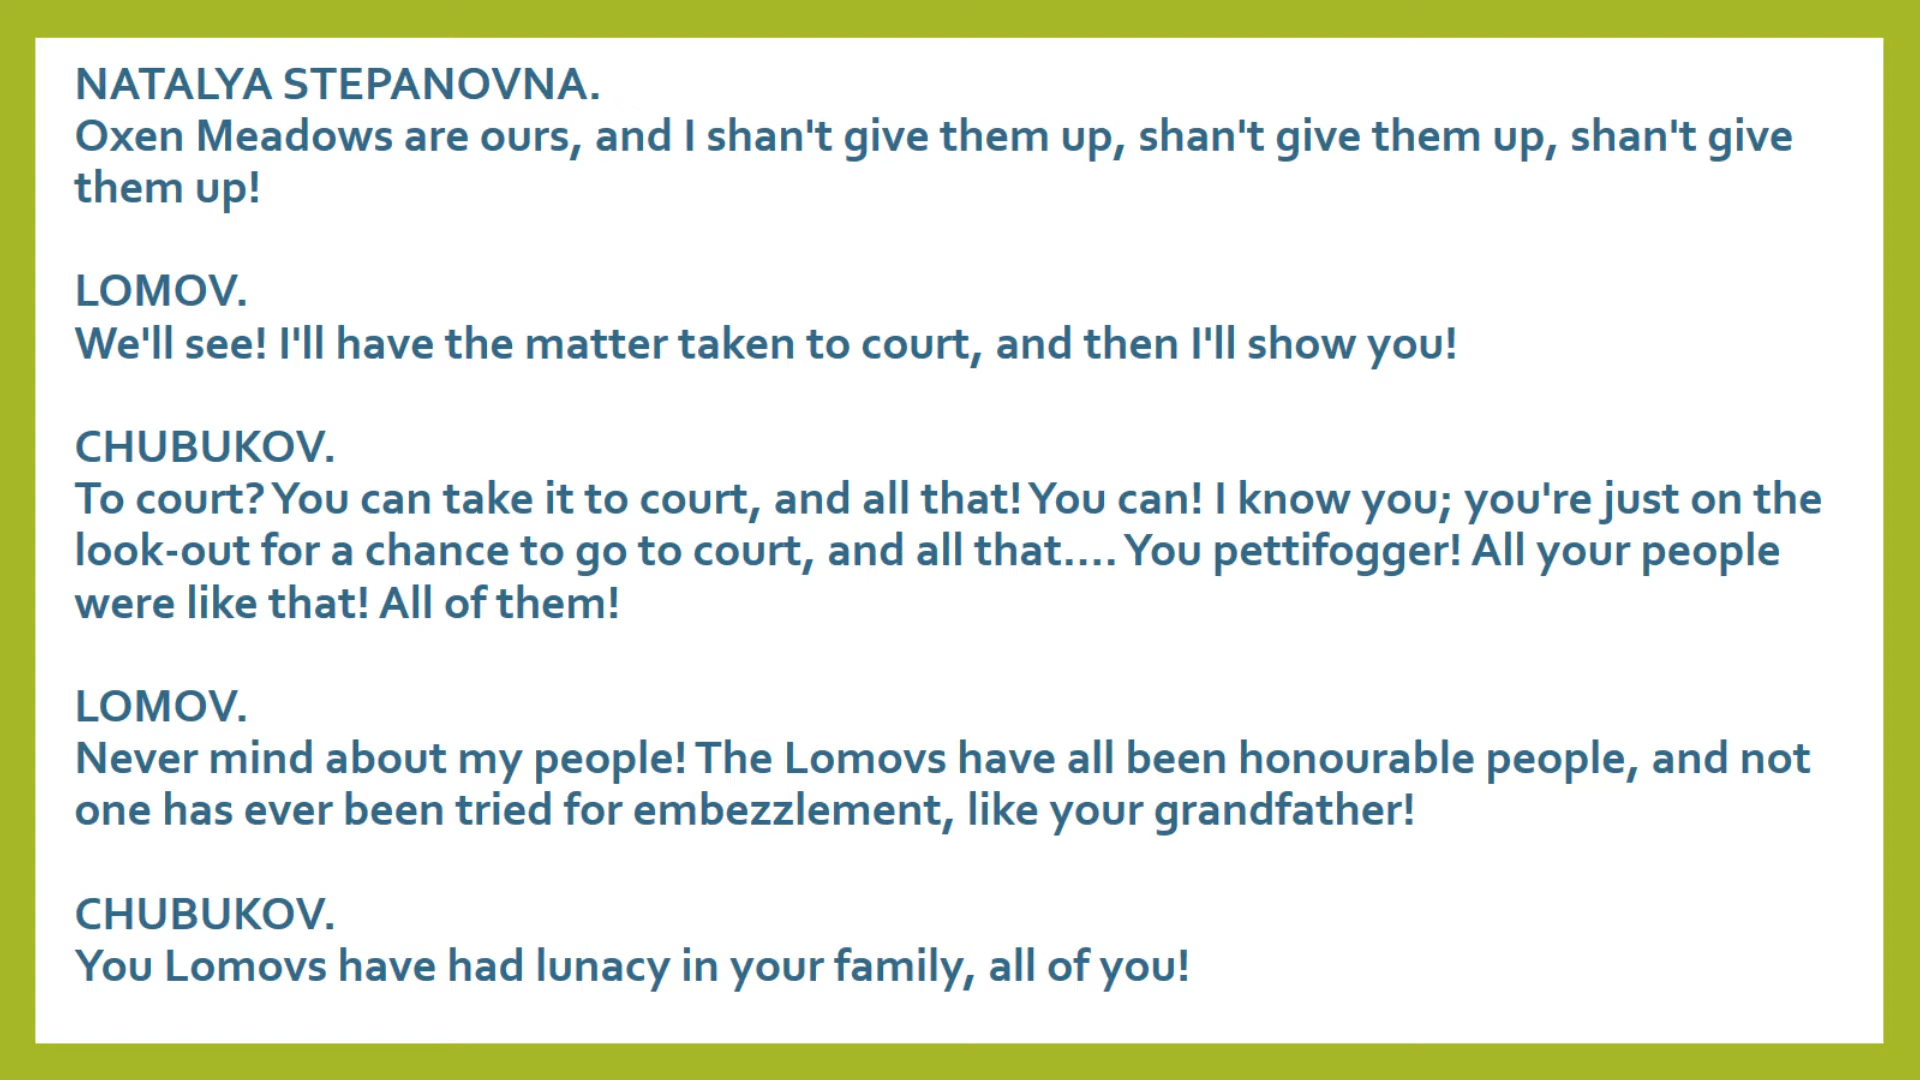 NATALYA STEPANOVNA.
Oxen Meadows are ours, and I shan't give them up, shan't give them up, shan't give
them up!
LOMOV.
We'll see! I'll have the matter taken to court, and then I'll show you!
CHUBUKOV.
To court? You can take it to court, and all that! You can! I know you; you're just on the
look-out for a chance to go to court, and all that.... You pettifogger! All your people
were like that! All of them!
LOMOV.
Never mind about my people! The Lomovs have all been honourable people, and not
one has ever been tried for embezzlement, like your grandfather!
CHUBUKOV.
You Lomovs have had lunacy in your family, all of you!